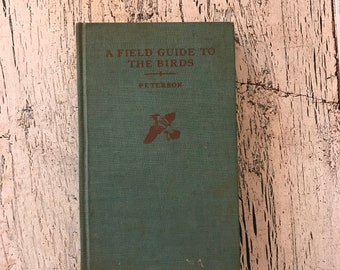 A FIELD GUIDE TO
THE BIRDS
PETERSON